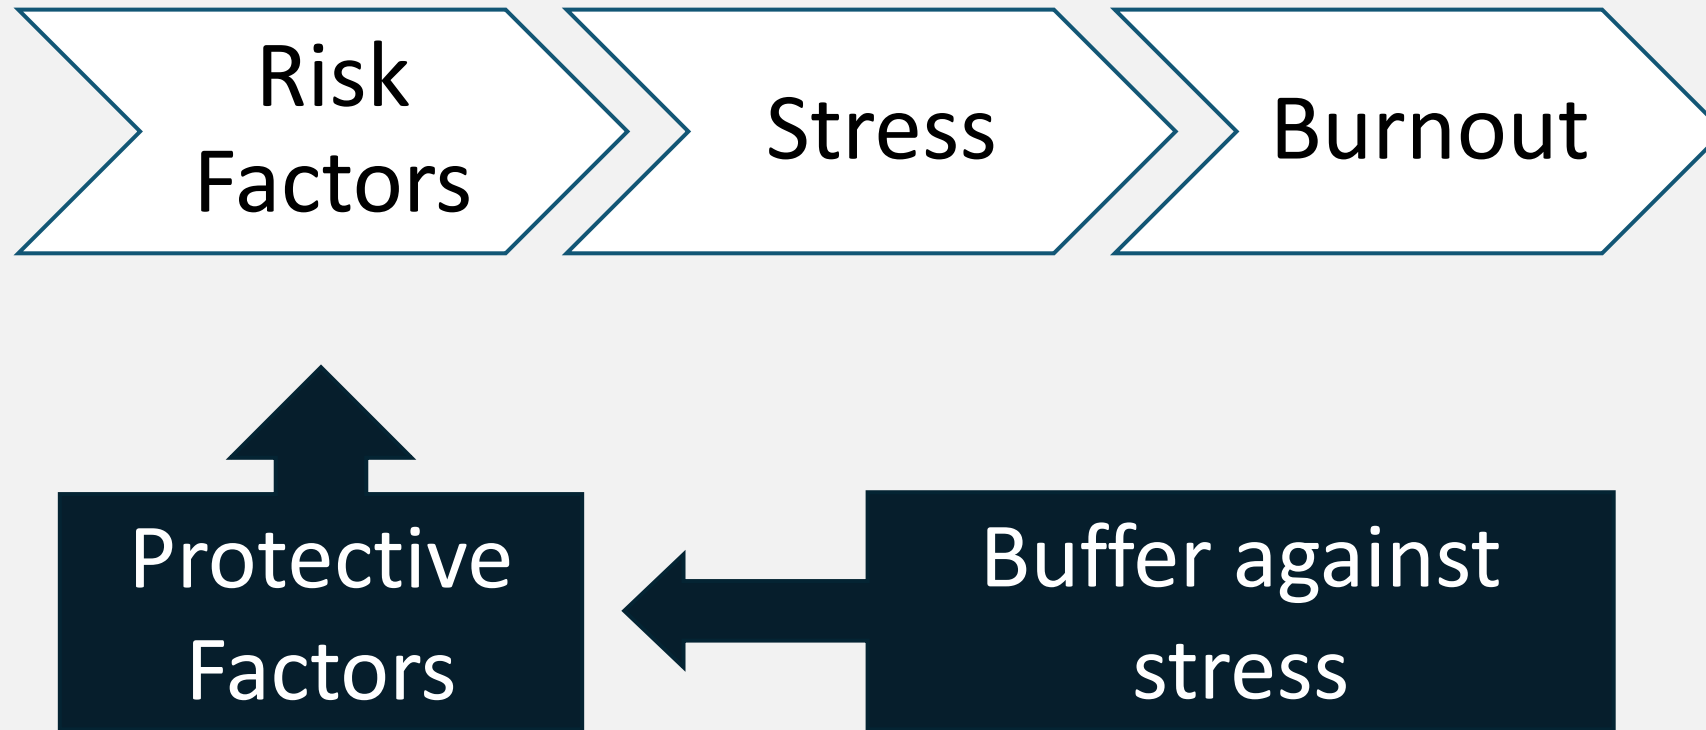 Risk
Factors
Stress
Burnout
Protective
Factors
Buffer against
stress